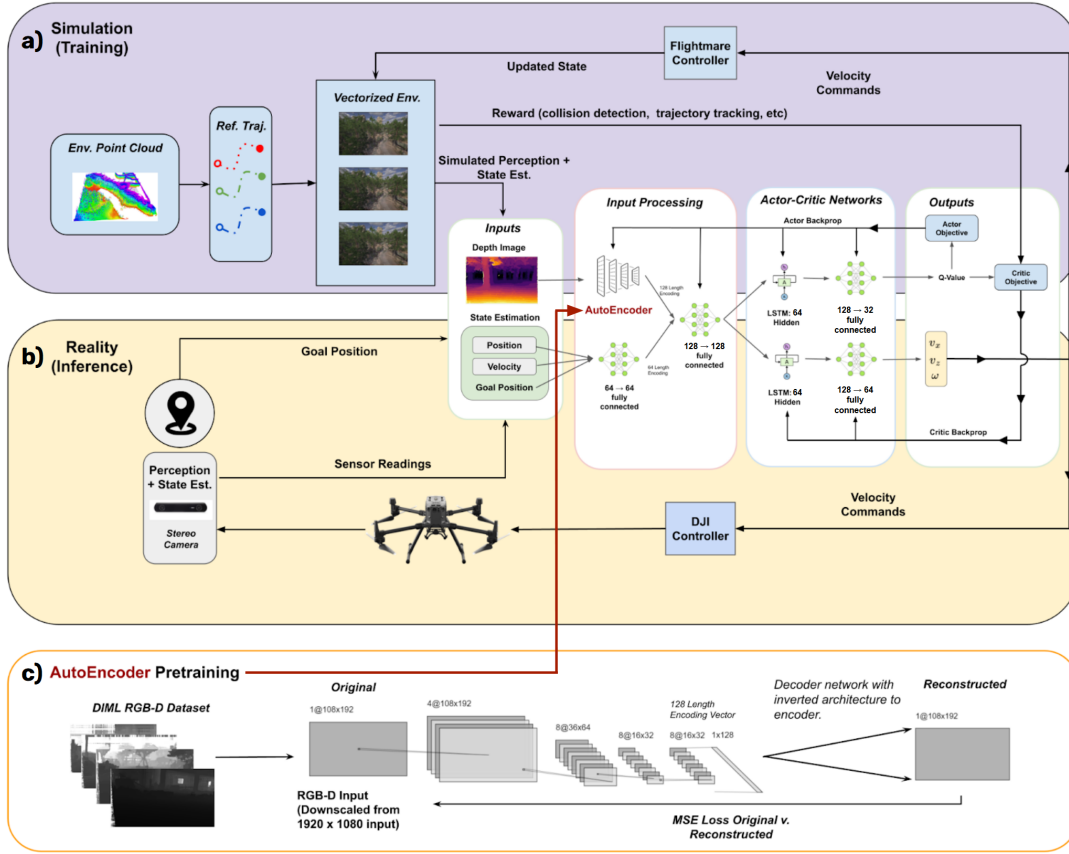 a)
Simulation
(Training)
Flightmare
Controller
Updated State
Velocity
Commands
Vectorized Env.
Reward (collision detection, trajectory tracking, etc)
Ref. Traj.
Env. Point Cloud
Simulated Perception +
State Est.
Inputs
Depth Image
State Estimation
Position
Velocity
Goal Position
Input Processing
128 Length
Encoding
AutoEncoder
128 → 128
fully
connected
64 Length
Encoding
64 → 64
fully
connected
Actor-Critic Networks
Actor Backprop
LSTM: 64
Hidden
128 → 32
fully
connected
LSTM: 64
Hidden
128 → 64
fully
connected
Critic Backprop
Outputs
Actor
Objective
Q-Value
Critic
Objective
vx
vz
ω
b)
Reality
(Inference)
Goal Position
Sensor Readings
Perception
+ State Est.
Stereo
Camera
DJI
Controller
Velocity
Commands
c)
AutoEncoder Pretraining
DIML RGB-D Dataset
Original
1@108x192
RGB-D Input
(Downscaled from
1920 x 1080 input)
4@108x192
8@36x64
8@16x32
128 Length
Encoding Vector
8@16x32
1x128
Decoder network with
inverted architecture to
encoder.
Reconstructed
1@108x192
MSE Loss Original v.
Reconstructed